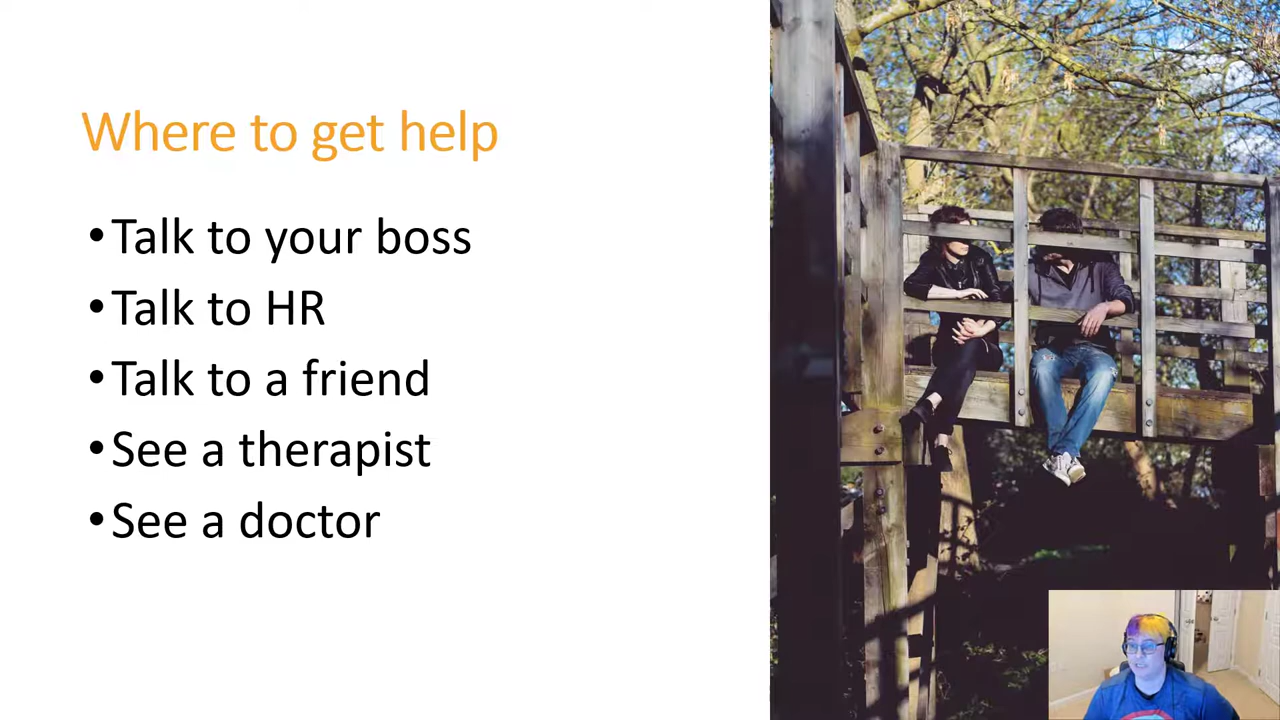 Where to get help
•Talk to your boss
•Talk to HR
•Talk to a friend
•See a therapist
•See a doctor